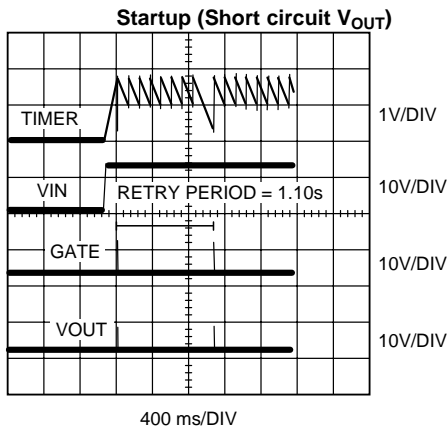 Startup (Short circuit VOUT)
TIMER
1V/DIV
VIN
RETRY PERIOD = 1.10s
10V/DIV
GATE
10V/DIV
VOUT
10V/DIV
400 ms/DIV